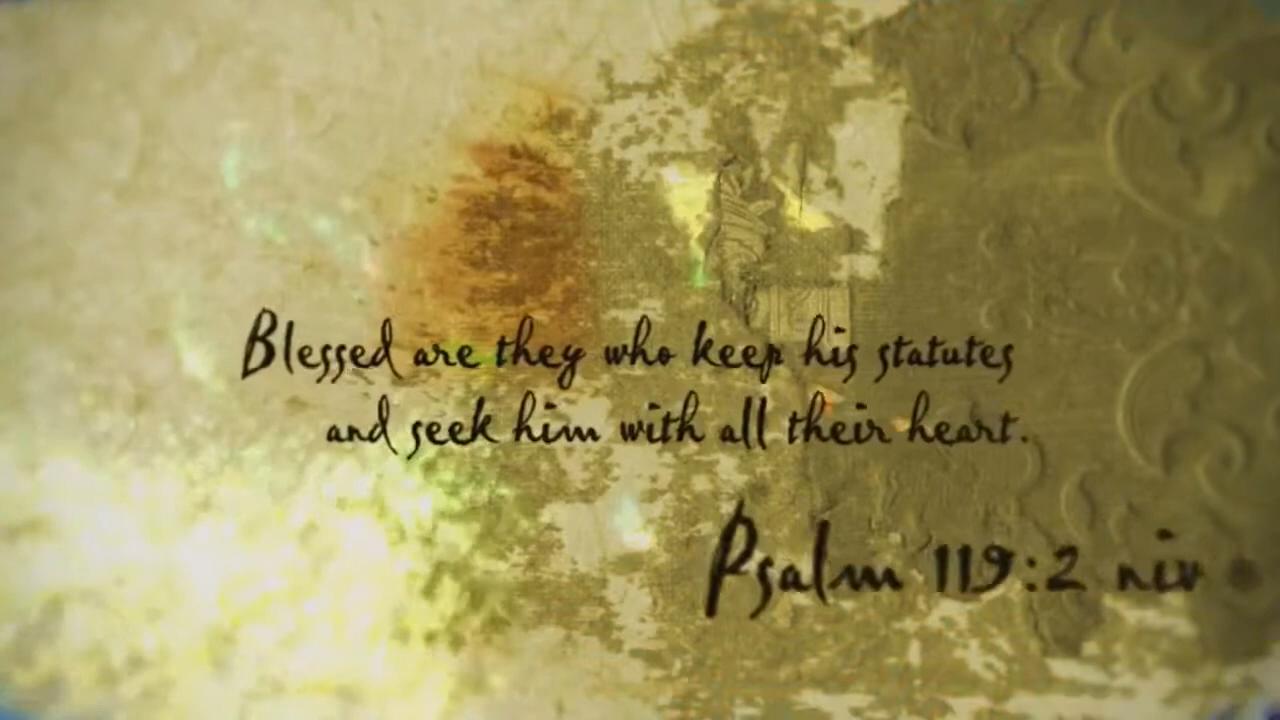 Blessed are they who keep his statutes
and seek him with all their heart.
Psalm 119:2 niv